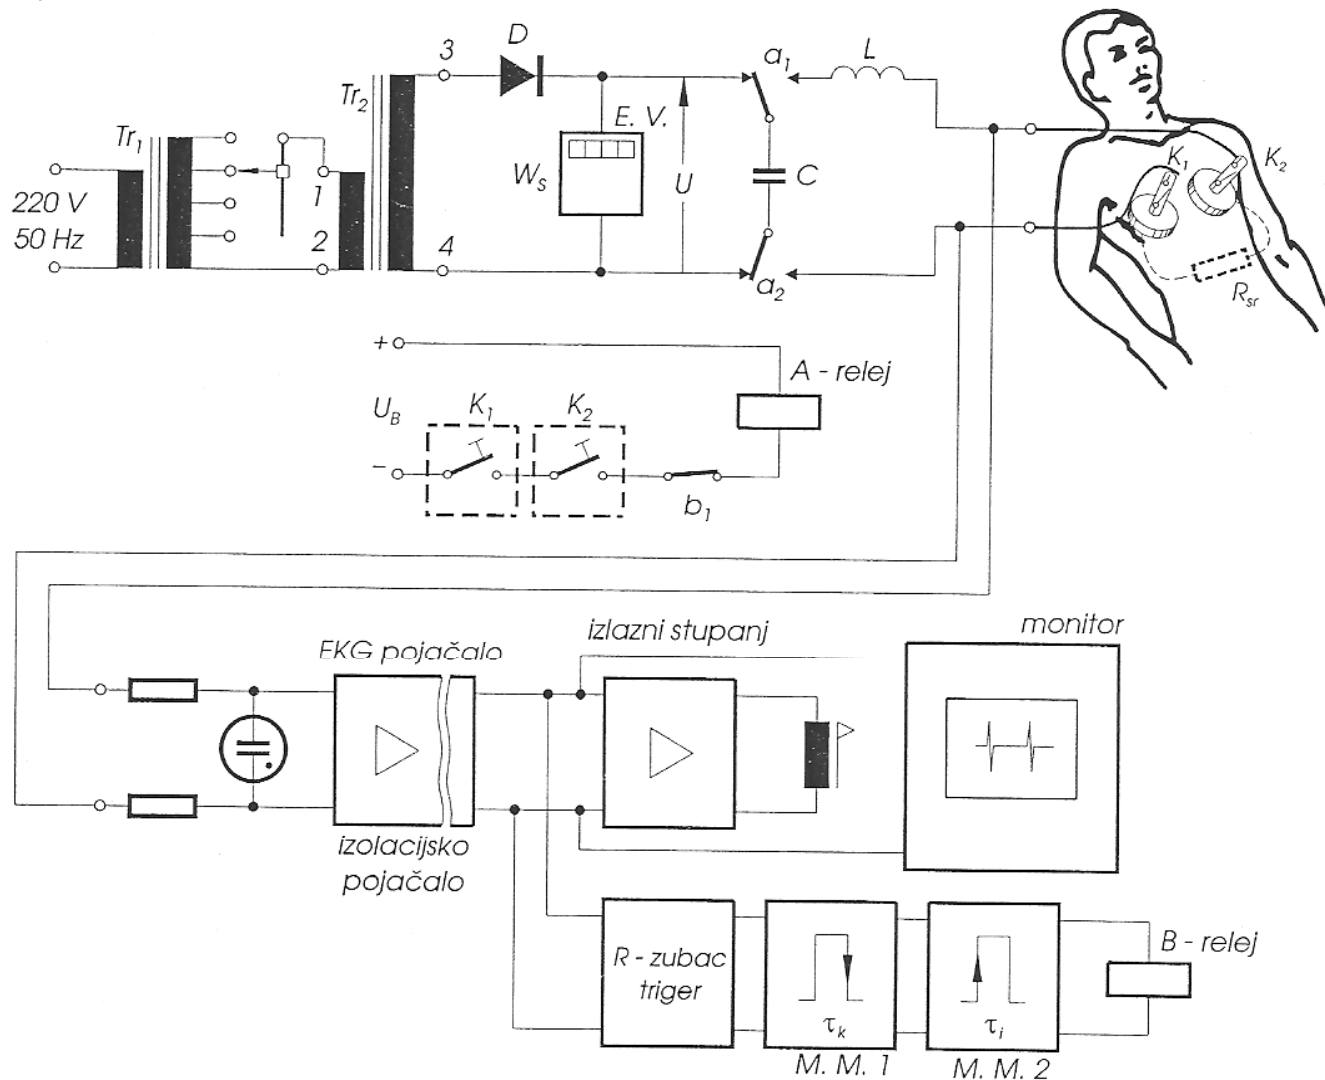 D
3
a₁
L
Tr₂
E. V.
Tr₁
Wₛ
U
C
K₁
K₂
1
220 V
50 Hz
2
4
a₂
Rₛᵣ
+
A - relej
U_B
K₁
K₂
−
b₁
izlazni stupanj
monitor
EKG pojačalo
izolacijsko
pojačalo
R - zubac
triger
τₖ
τᵢ
B - relej
M. M. 1
M. M. 2